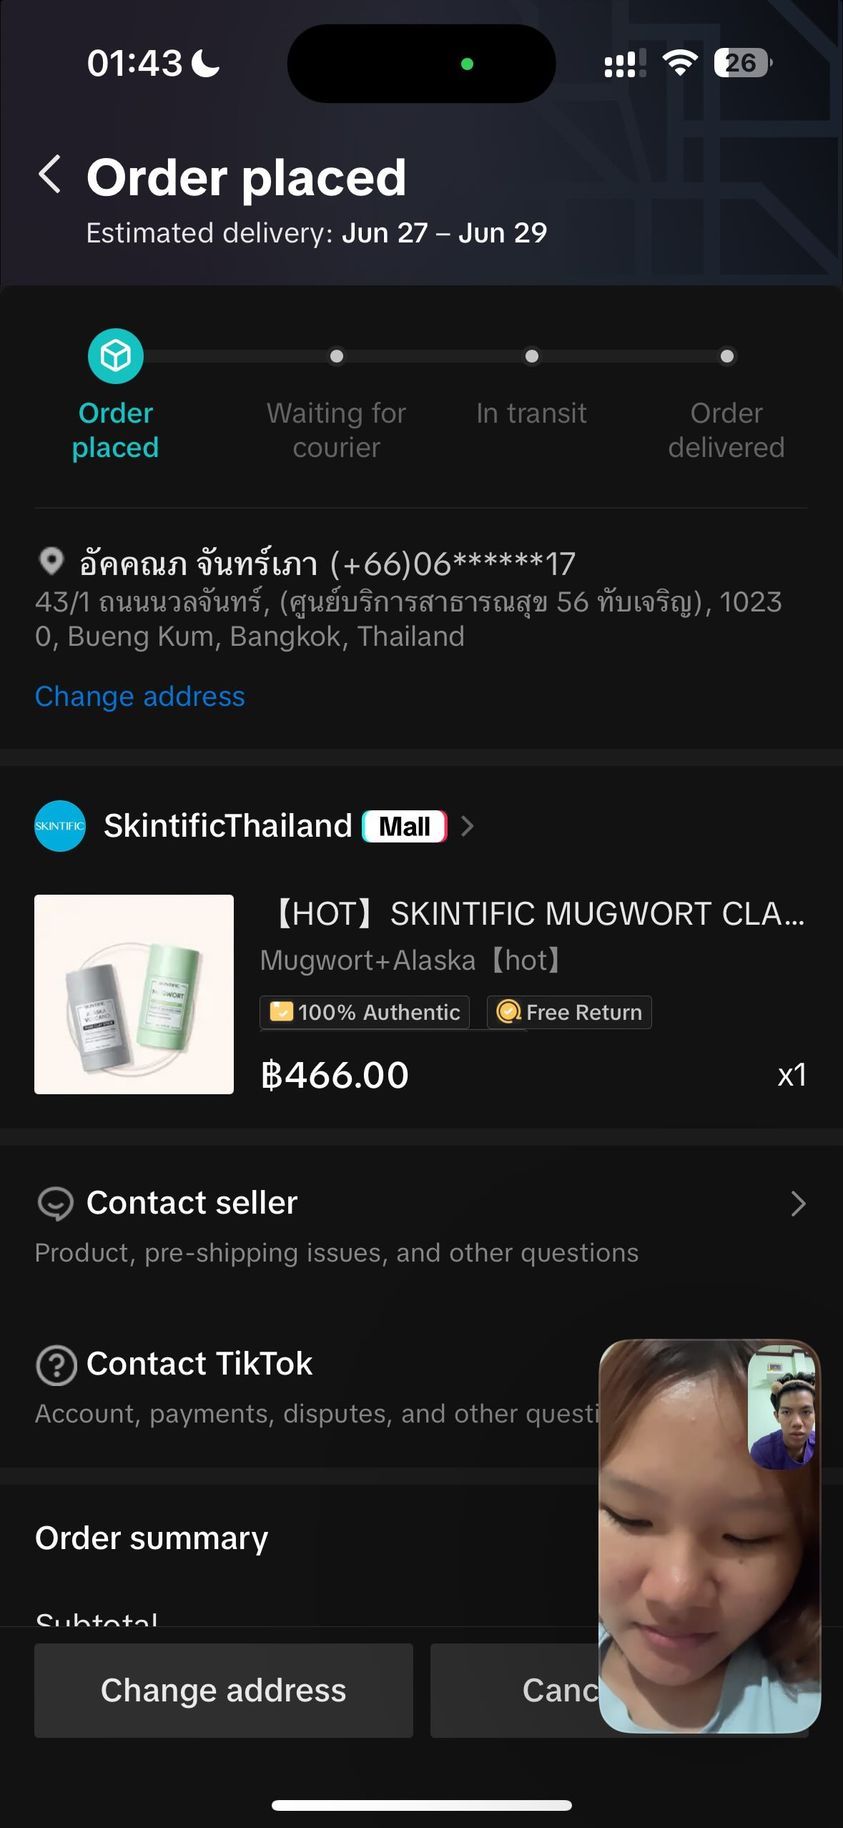 01:43
26
Order placed
Estimated delivery: Jun 27 – Jun 29
Order placed
Waiting for courier
In transit
Order delivered
อัคคณภ จันทร์เภา (+66)06******17
43/1 ถนนนวลจันทร์, (ศูนย์บริการสาธารณสุข 56 ทับเจริญ), 1023
0, Bueng Kum, Bangkok, Thailand
Change address
SKINTIFIC
SkintificThailand Mall
【HOT】SKINTIFIC MUGWORT CLA...
Mugwort+Alaska【hot】
100% Authentic
Free Return
฿466.00
x1
Contact seller
Product, pre-shipping issues, and other questions
Contact TikTok
Account, payments, disputes, and other questi
Order summary
Subtotal
Change address
Canc